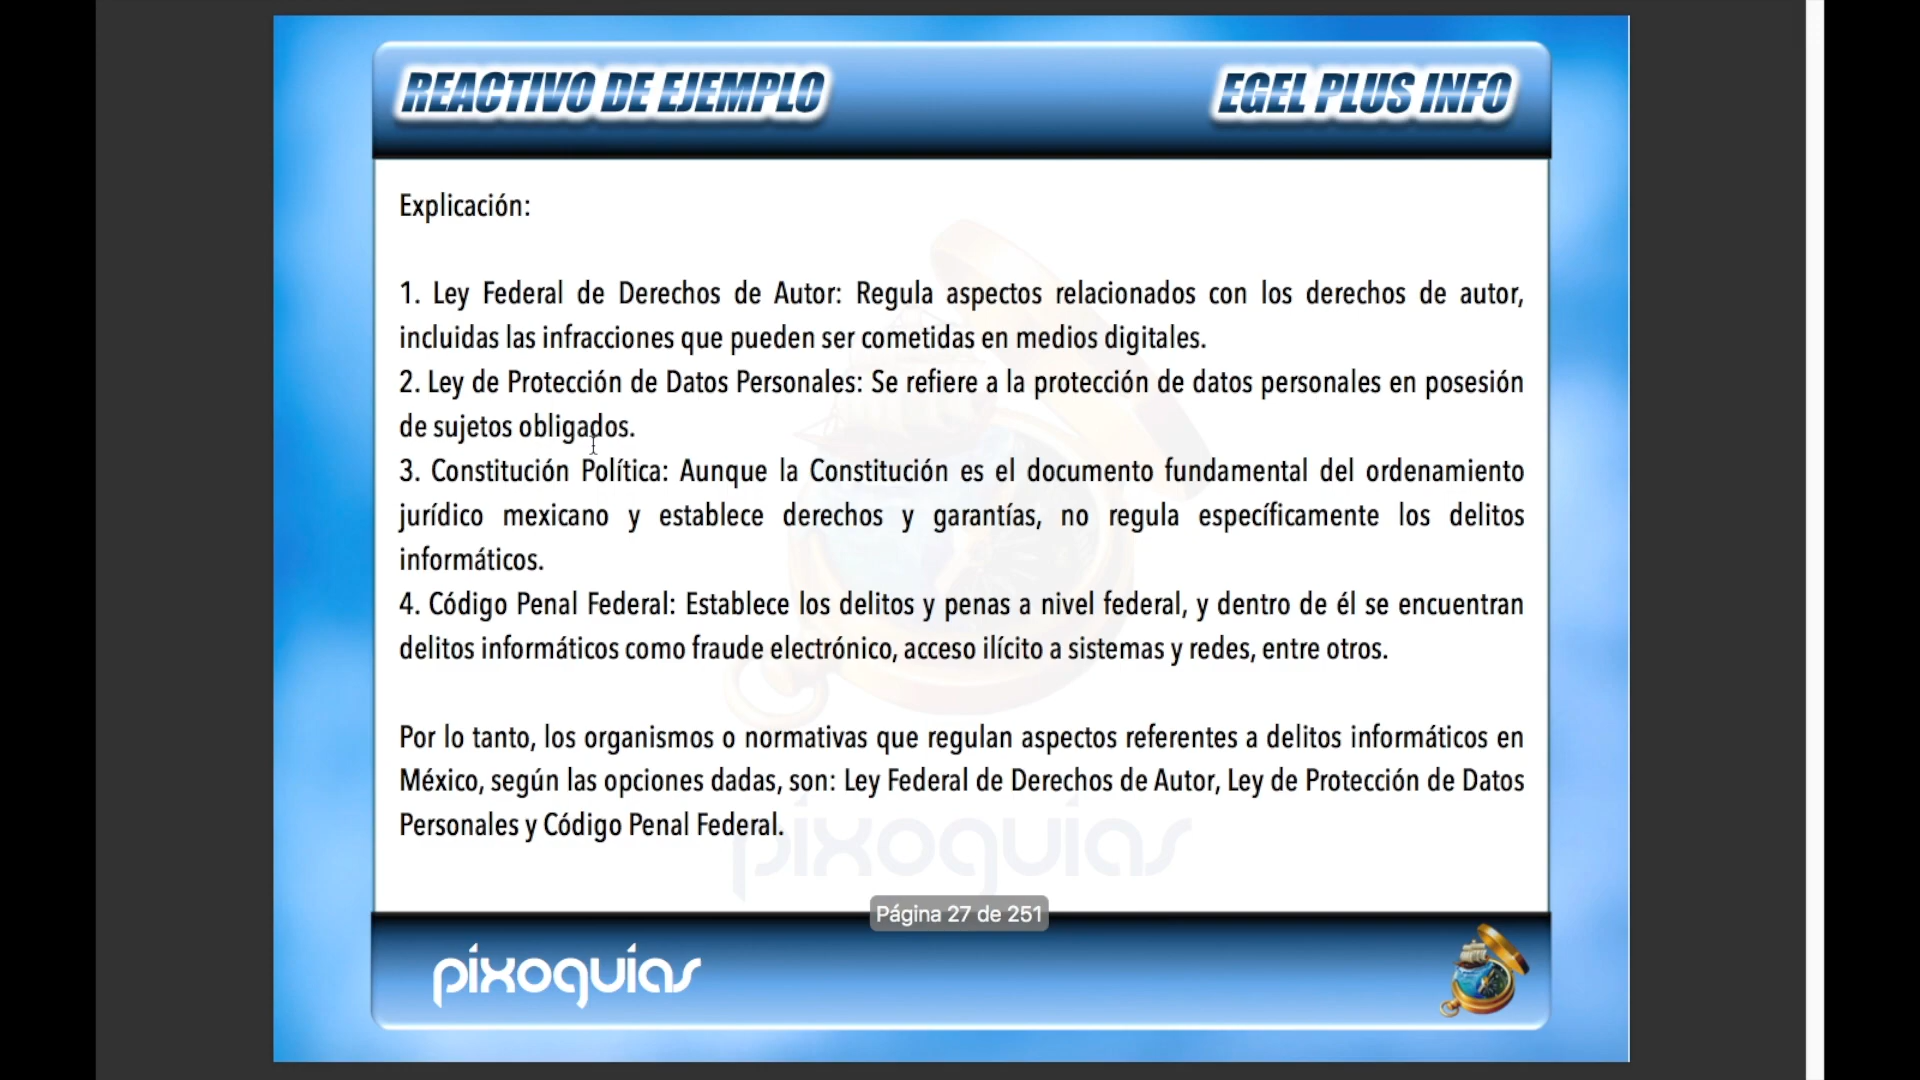 REACTIVO DE EJEMPLO
EGEL PLUS INFO
Explicación:
1. Ley Federal de Derechos de Autor: Regula aspectos relacionados con los derechos de autor,
incluidas las infracciones que pueden ser cometidas en medios digitales.
2. Ley de Protección de Datos Personales: Se refiere a la protección de datos personales en posesión
de sujetos obligados.
3. Constitución Política: Aunque la Constitución es el documento fundamental del ordenamiento
jurídico mexicano y establece derechos y garantías, no regula específicamente los delitos
informáticos.
4. Código Penal Federal: Establece los delitos y penas a nivel federal, y dentro de él se encuentran
delitos informáticos como fraude electrónico, acceso ilícito a sistemas y redes, entre otros.
Por lo tanto, los organismos o normativas que regulan aspectos referentes a delitos informáticos en
México, según las opciones dadas, son: Ley Federal de Derechos de Autor, Ley de Protección de Datos
Personales y Código Penal Federal.
pixoguías
Página 27 de 251
pixoguías